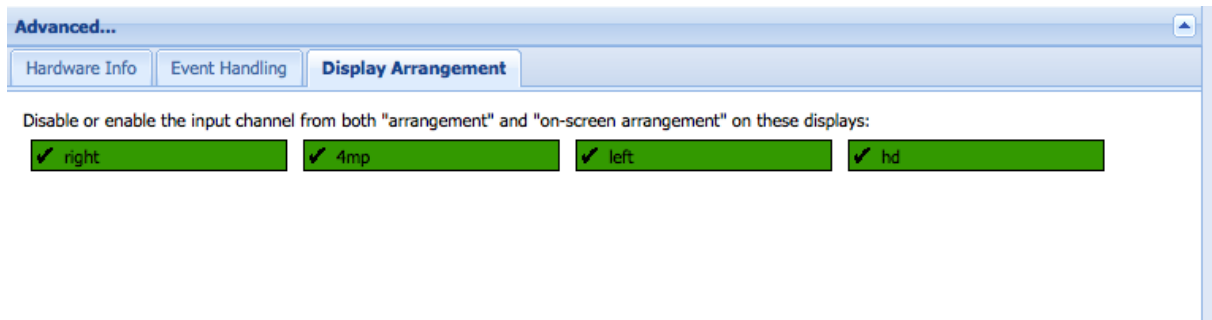 Advanced...
Hardware Info Event Handling Display Arrangement
Disable or enable the input channel from both "arrangement" and "on-screen arrangement" on these displays:
right 4mp left hd